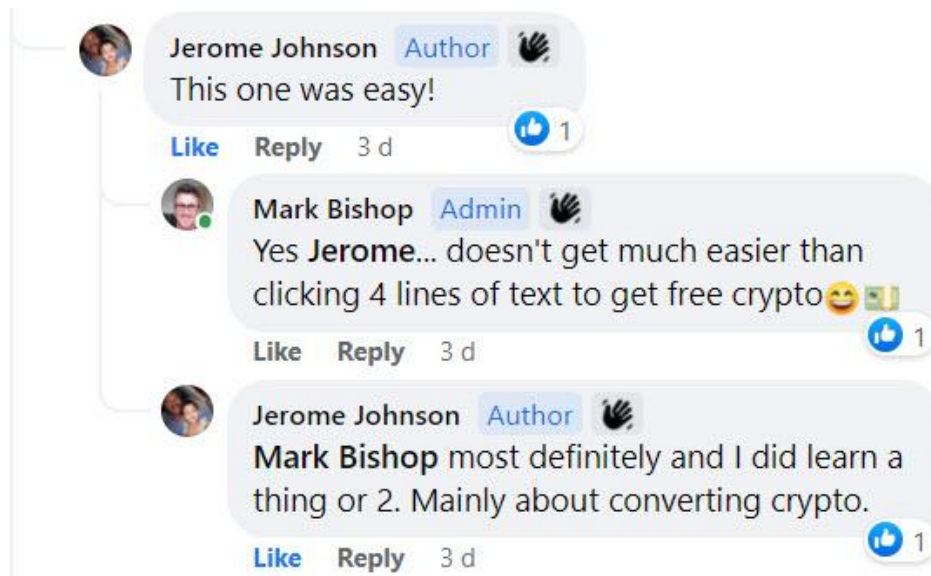 Jerome Johnson Author
This one was easy!
1
Like Reply 3 d
Mark Bishop Admin
Yes Jerome... doesn't get much easier than
clicking 4 lines of text to get free crypto😄💵
1
Like Reply 3 d
Jerome Johnson Author
Mark Bishop most definitely and I did learn a
thing or 2. Mainly about converting crypto.
1
Like Reply 3 d